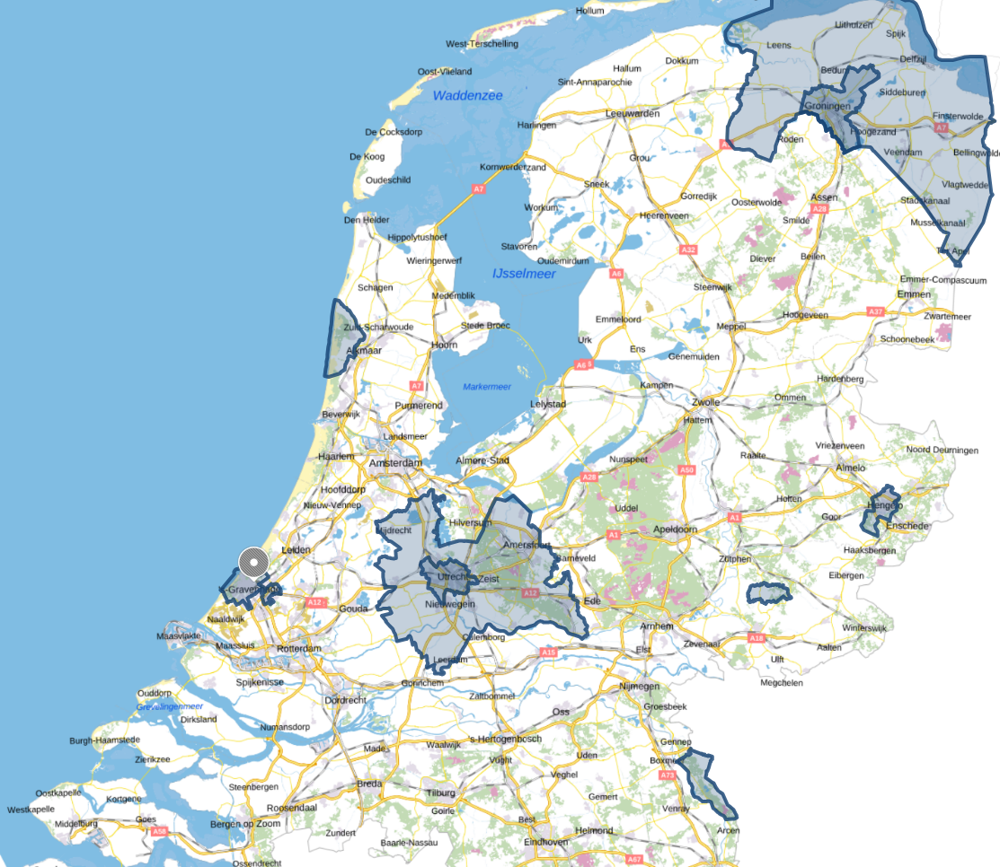 Hollum
Uithuizen
Spijk
West-Terschelling
Leens
Delfzijl
Dokkum
Hallum
Bedum
Oost-Vlieland
Sint-Annaparochie
Siddeburen
Waddenzee
Groningen
Leeuwarden
Finsterwolde
Harlingen
A7
De Cocksdorp
Hoogezand
Roden
Veendam
De Koog
Grou
Kornwerderzand
Oudeschild
Sneek
Vlagtwedde
A7
Gorredijk
Assen
Stadskanaal
Oosterwolde
Workum
A28
Den Helder
Heerenveen
Smilde
Musselkanaal
Hippolytushoef
Stavoren
A32
Ter Apel
Wieringerwerf
Oudemirdum
Diever
Beilen
IJsselmeer
A6
Emmer-Compascuum
Schagen
Steenwijk
Medemblik
Emmen
A37
Hoogeveen
Zwartemeer
Emmeloord
Zuid-Scharwoude
Stede Broec
Meppel
Urk
Schoonebeek
Hoorn
Alkmaar
Ens
Genemuiden
A6
Hardenberg
A7
Markermeer
Kampen
Ommen
Purmerend
Lelystad
Zwolle
Beverwijk
Hattem
Landsmeer
Vriezenveen
Noord Deurningen
Haarlem
Amsterdam
Almere-Stad
Nunspeet
Raalte
A50
Almelo
A28
Hoofddorp
Holten
Nieuw-Vennep
Uddel
Hengelo
A1
Goor
Hilversum
Mijdrecht
Apeldoorn
Enschede
A1
Leiden
Amersfoort
Haaksbergen
Barneveld
Zutphen
Utrecht
Zeist
Eibergen
's-Gravenhage
A12
A12
Nieuwegein
Ede
Gouda
Naaldwijk
Arnhem
Winterswijk
Maasvlakte
Culemborg
A18
Maassluis
Rotterdam
Zevenaar
Aalten
A15
Elst
Leerdam
Ulft
Spijkenisse
Gorinchem
Megchelen
Nijmegen
Ouddorp
Zaltbommel
Dordrecht
Grevelingenmeer
Groesbeek
Oss
Dirksland
Numansdorp
Burgh-Haamstede
's-Hertogenbosch
Gennep
Waalwijk
Made
Zierikzee
Uden
Vught
Veghel
A73
Breda
Steenbergen
Oostkapelle
Tilburg
Gemert
Kortgene
Roosendaal
Westkapelle
Goirle
Venray
Goes
Best
Middelburg
Bergen op Zoom
A58
Helmond
Arcen
Zundert
Baarle-Nassau
Eindhoven
A67
Ossendrecht